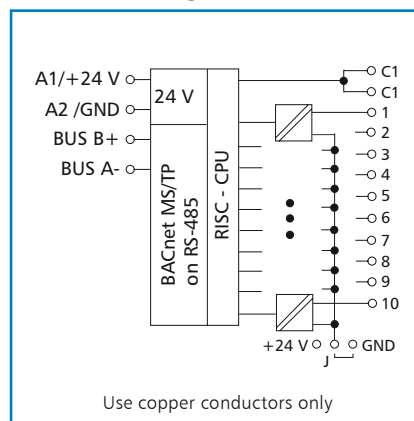 A1/+24 V
A2 /GND
BUS B+
BUS A-
24 V
BACnet MS/TP
on RS-485
RISC - CPU
C1
C1
1
2
3
4
5
6
7
8
9
10
+24 V
GND
J
Use copper conductors only